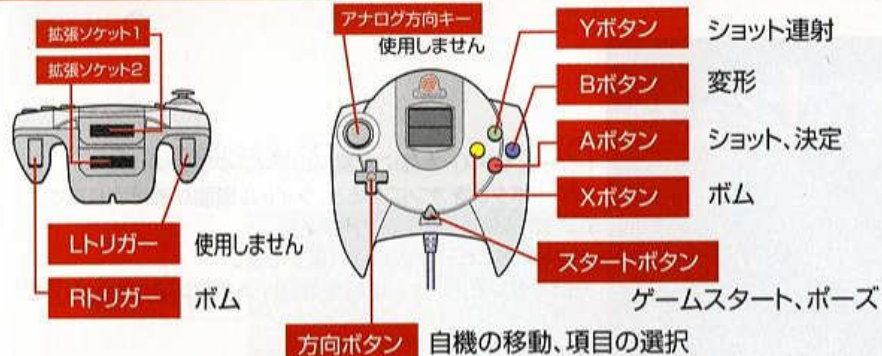 拡張ソケット1
拡張ソケット2
アナログ方向キー
使用しません
Yボタン ショット連射
Bボタン 変形
Aボタン ショット、決定
Xボタン ボム
Lトリガー 使用しません
Rトリガー ボム
スタートボタン
ゲームスタート、ポーズ
方向ボタン 自機の移動、項目の選択